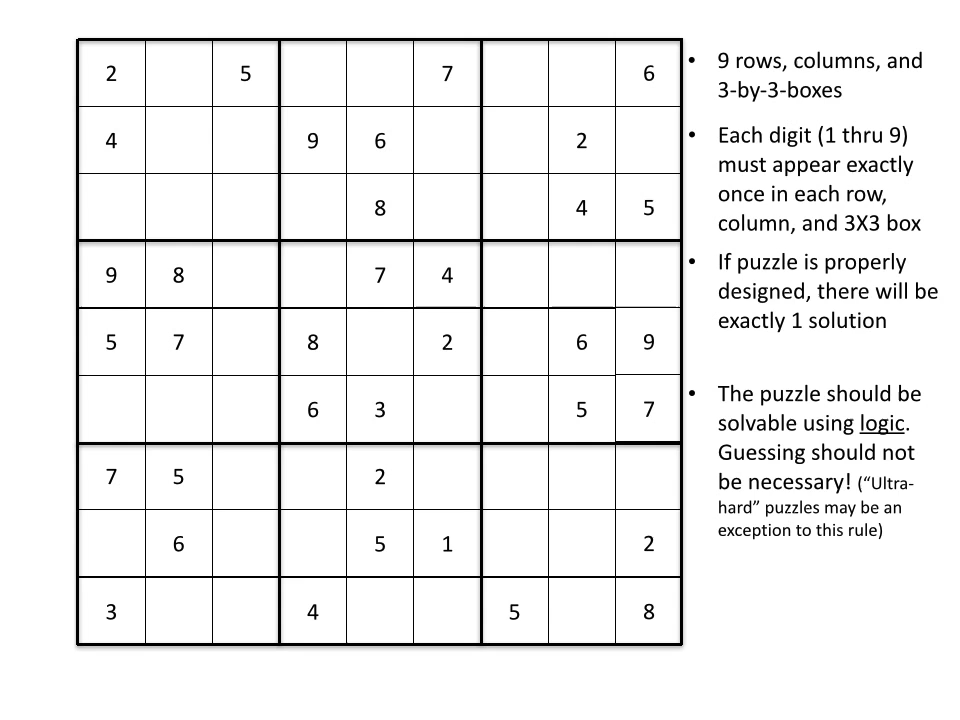 2 5 7 6
4 9 6 2
8 4 5
9 8 7 4
5 7 8 2 6 9
6 3 5 7
7 5 2
6 5 1 2
3 4 5 8
• 9 rows, columns, and
3-by-3-boxes
• Each digit (1 thru 9)
must appear exactly
once in each row,
column, and 3X3 box
• If puzzle is properly
designed, there will be
exactly 1 solution
• The puzzle should be
solvable using logic.
Guessing should not
be necessary! (“Ultra-
hard” puzzles may be an
exception to this rule)